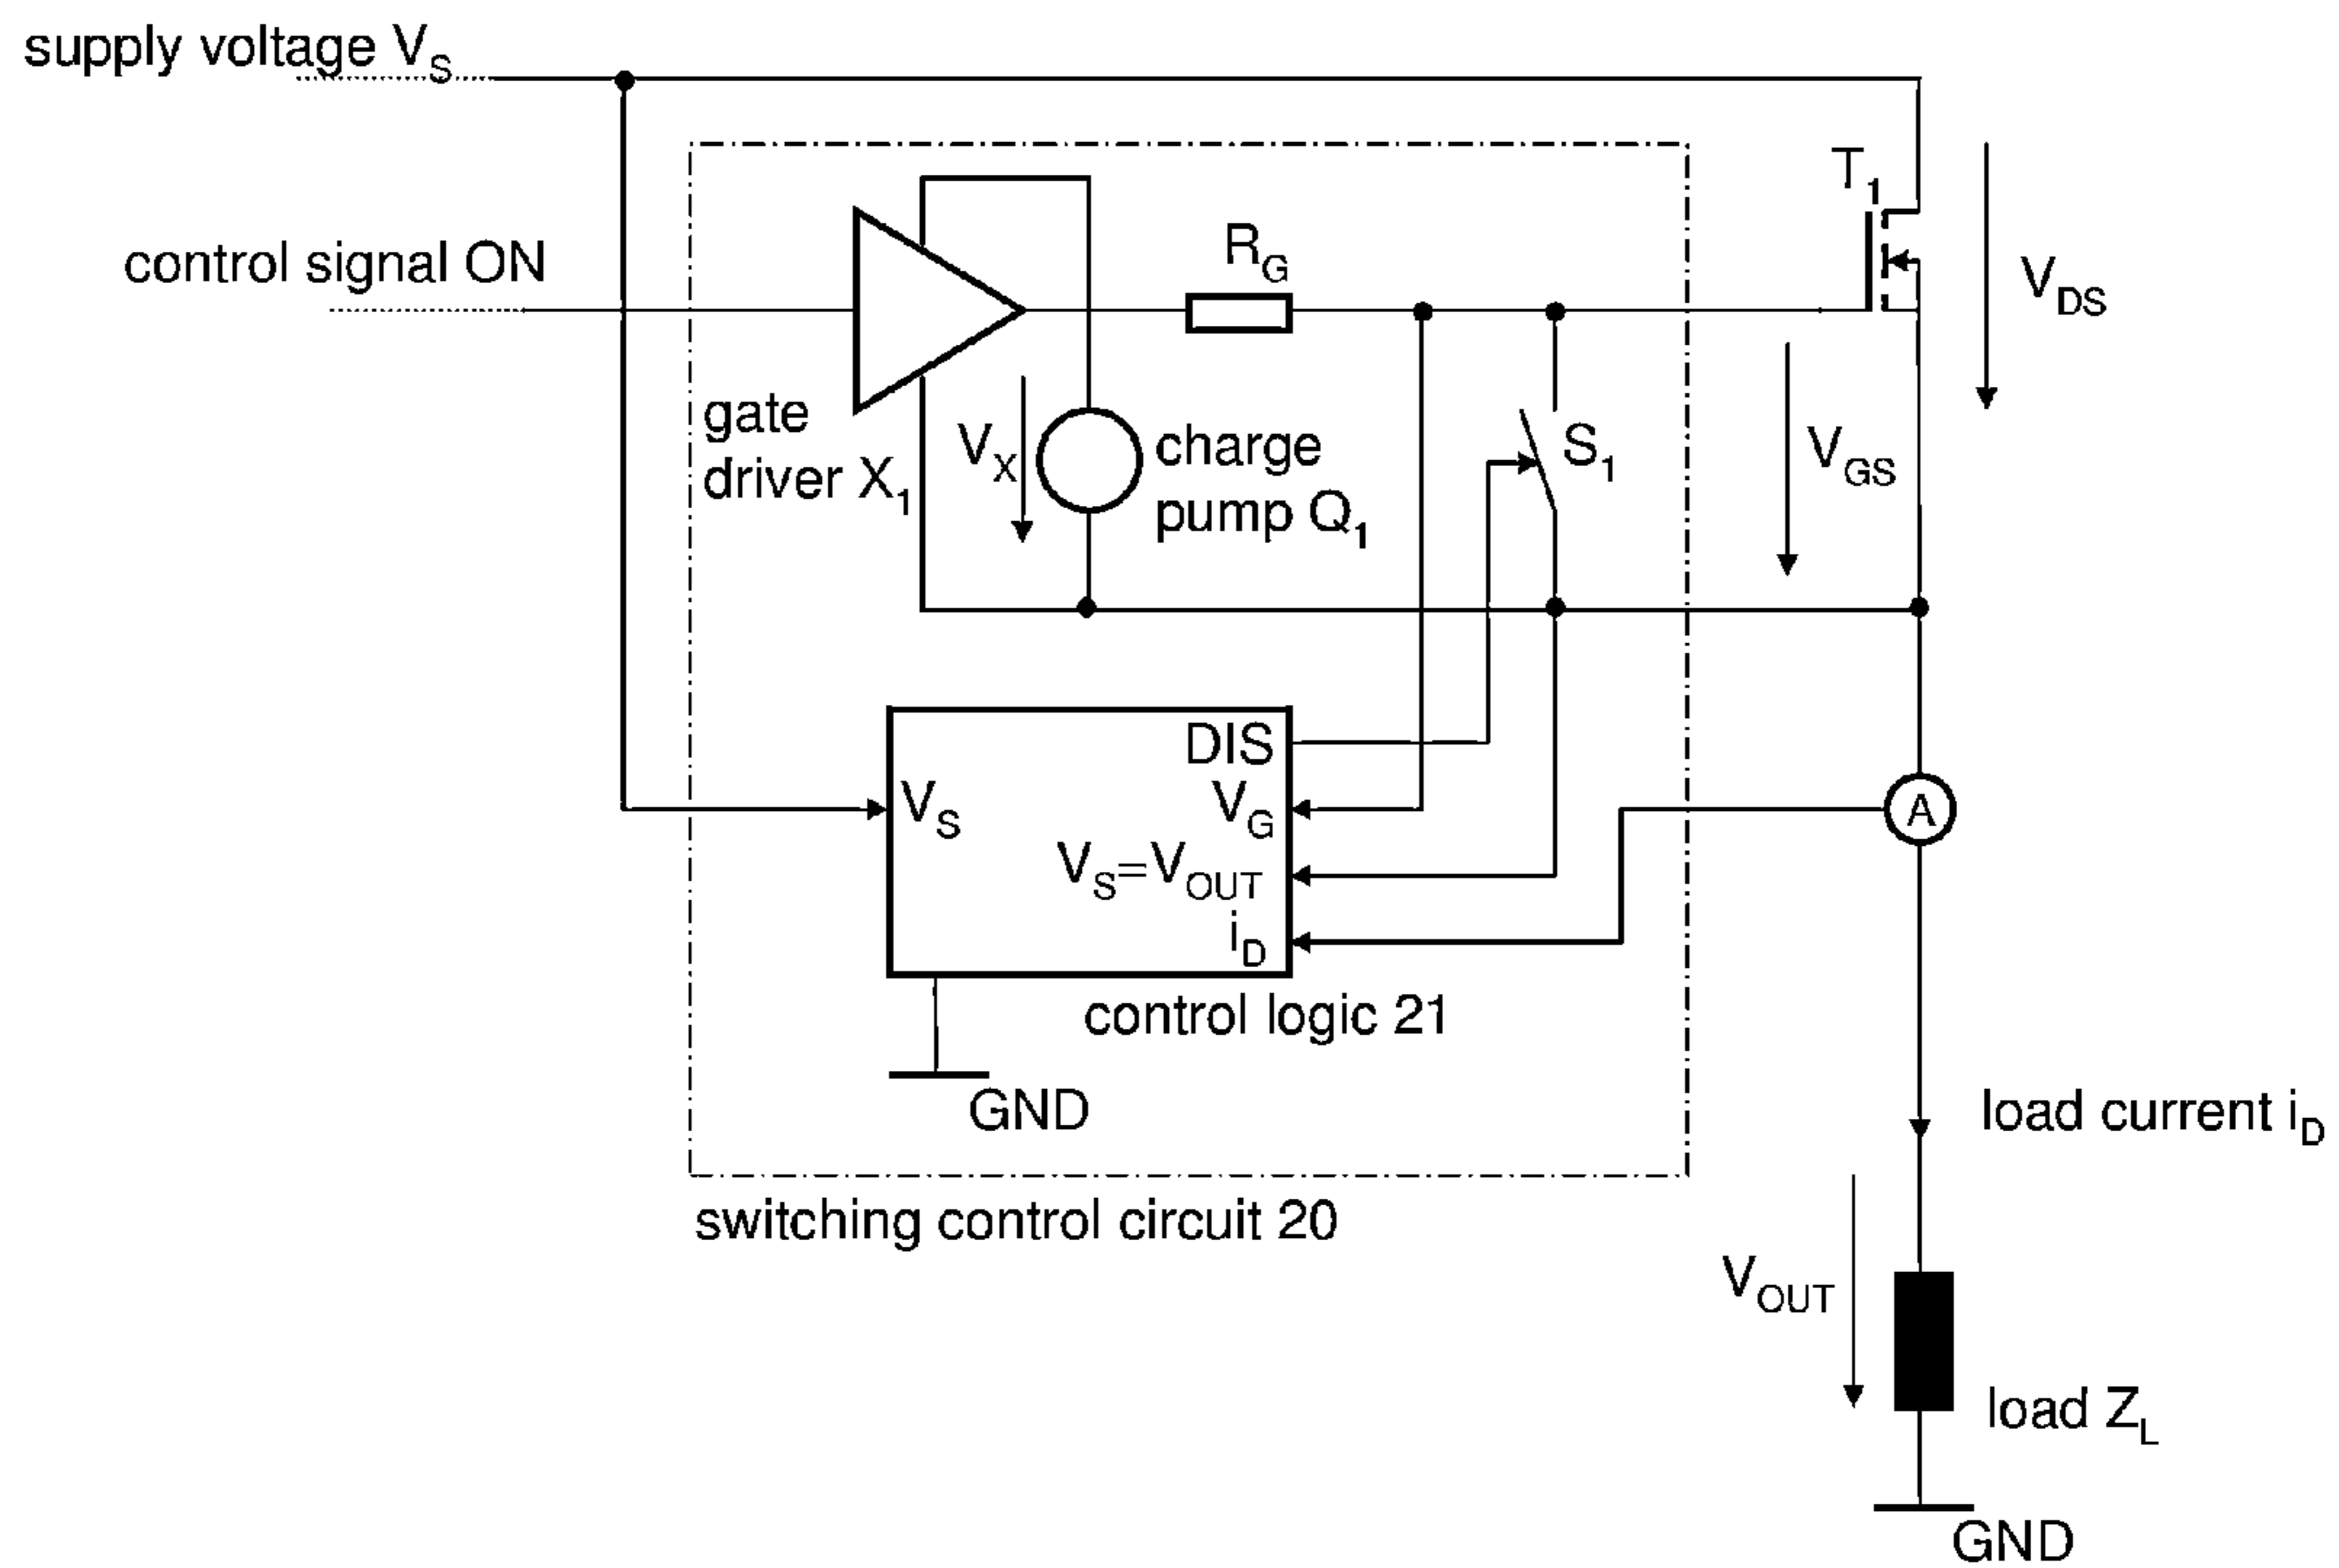 supply voltage V_S
control signal ON
gate
driver X_1
V_X
charge
pump Q_1
R_G
S_1
T_1
V_DS
V_GS
DIS
V_S
V_G
V_S=V_OUT
i_D
control logic 21
GND
switching control circuit 20
A
load current i_D
V_OUT
load Z_L
GND